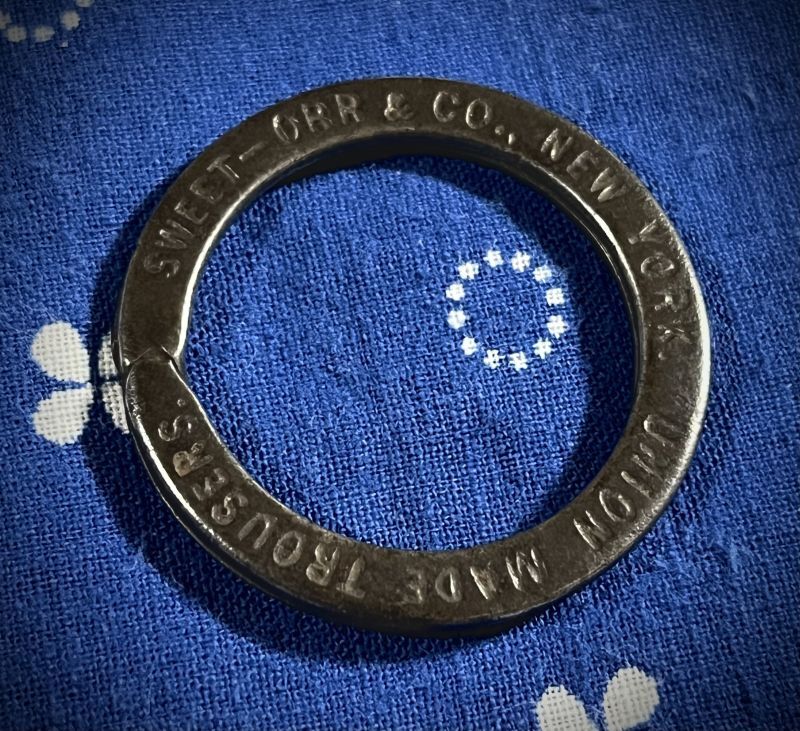 SWEET-ORR & CO., NEW YORK
UNION MADE TROUSERS.